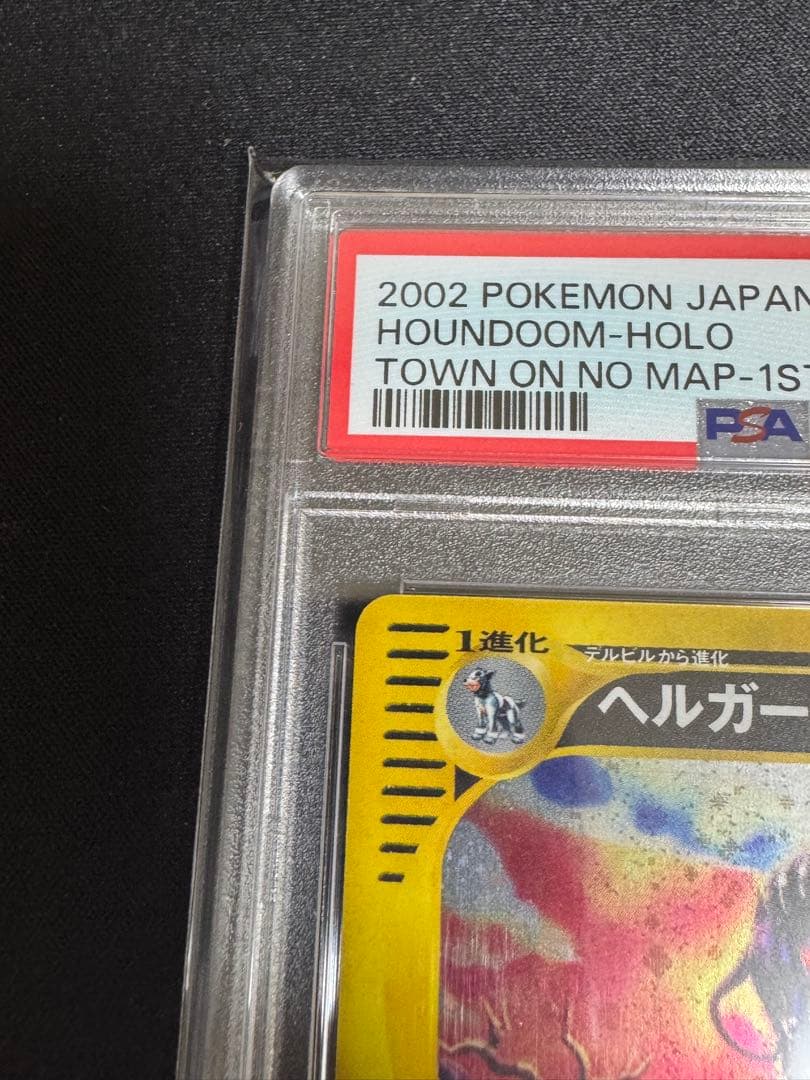 2002 POKEMON JAPAN
HOUNDOOM-HOLO
TOWN ON NO MAP-1ST
PSA
1進化
デルビルから進化
ヘルガー